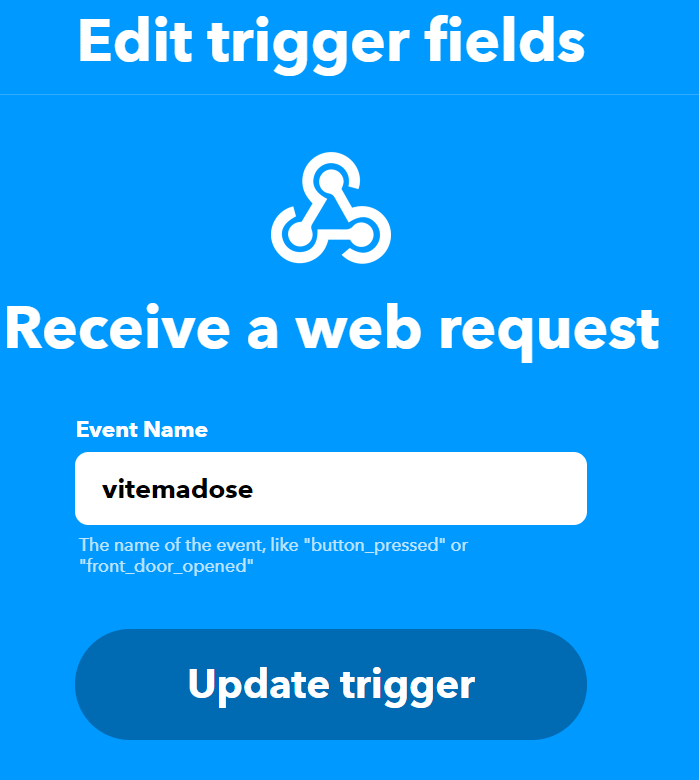 Edit trigger fields
Receive a web request
Event Name
vitemadose
The name of the event, like "button_pressed" or
"front_door_opened"
Update trigger